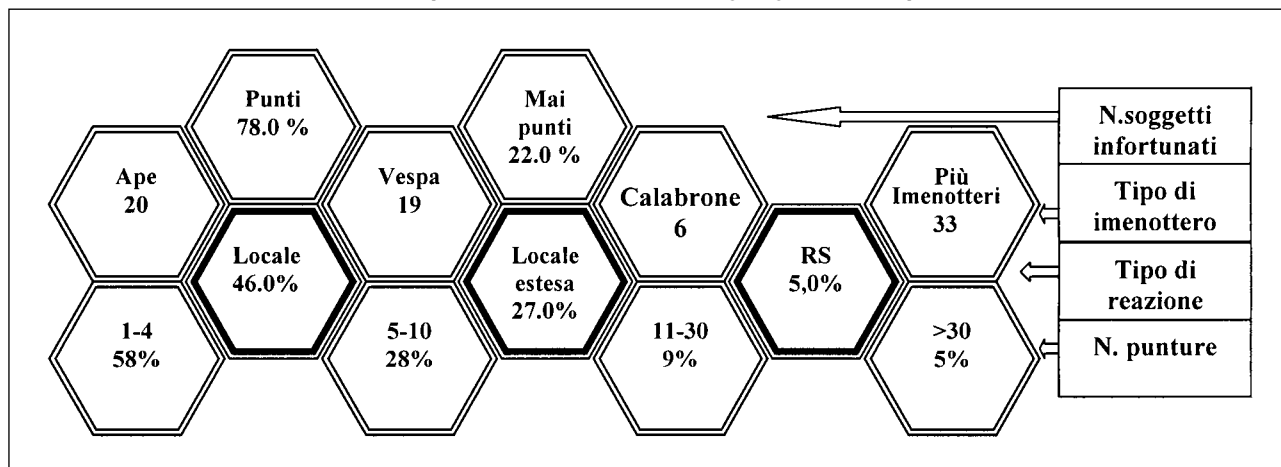 Punti
78.0 %
Mai
punti
22.0 %
N.soggetti
infortunati
Ape
20
Vespa
19
Calabrone
6
Più
Imenotteri
33
Tipo di
imenottero
Locale
46.0%
Locale
estesa
27.0%
RS
5,0%
Tipo di
reazione
1-4
58%
5-10
28%
11-30
9%
>30
5%
N. punture